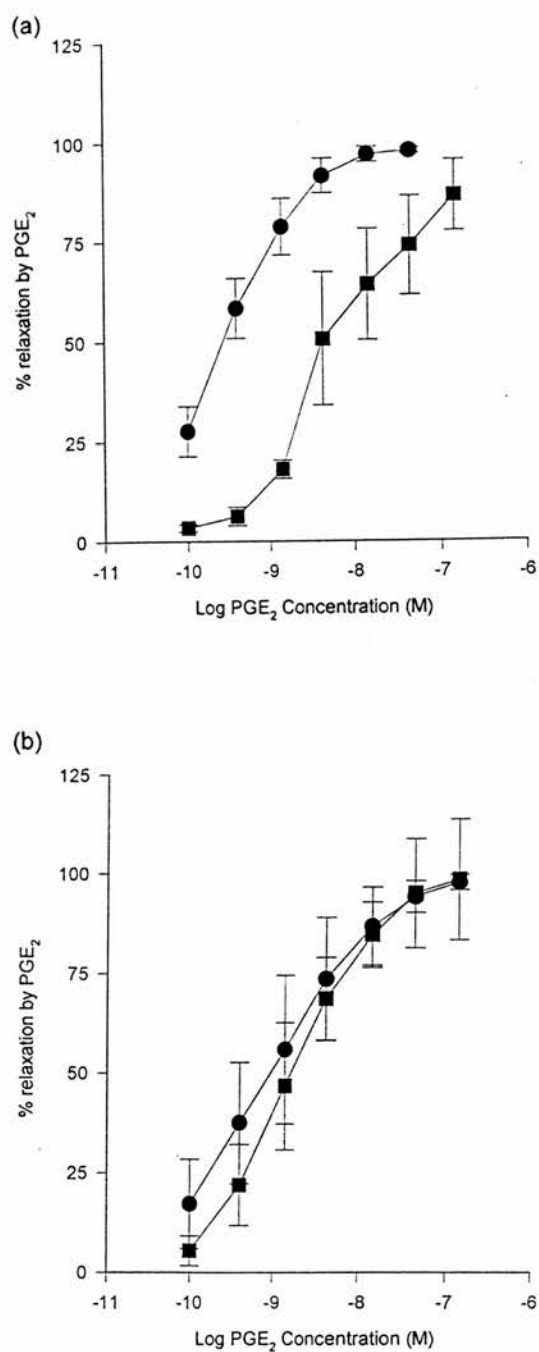 (a)
125
100
75
50
25
0
% relaxation by PGE₂
-11 -10 -9 -8 -7 -6
Log PGE₂ Concentration (M)
(b)
125
100
75
50
25
0
% relaxation by PGE₂
-11 -10 -9 -8 -7 -6
Log PGE₂ Concentration (M)